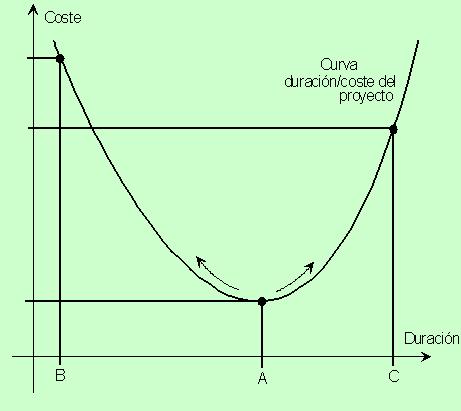 Coste
Curva
duración/coste del
proyecto
Duración
B
A
C